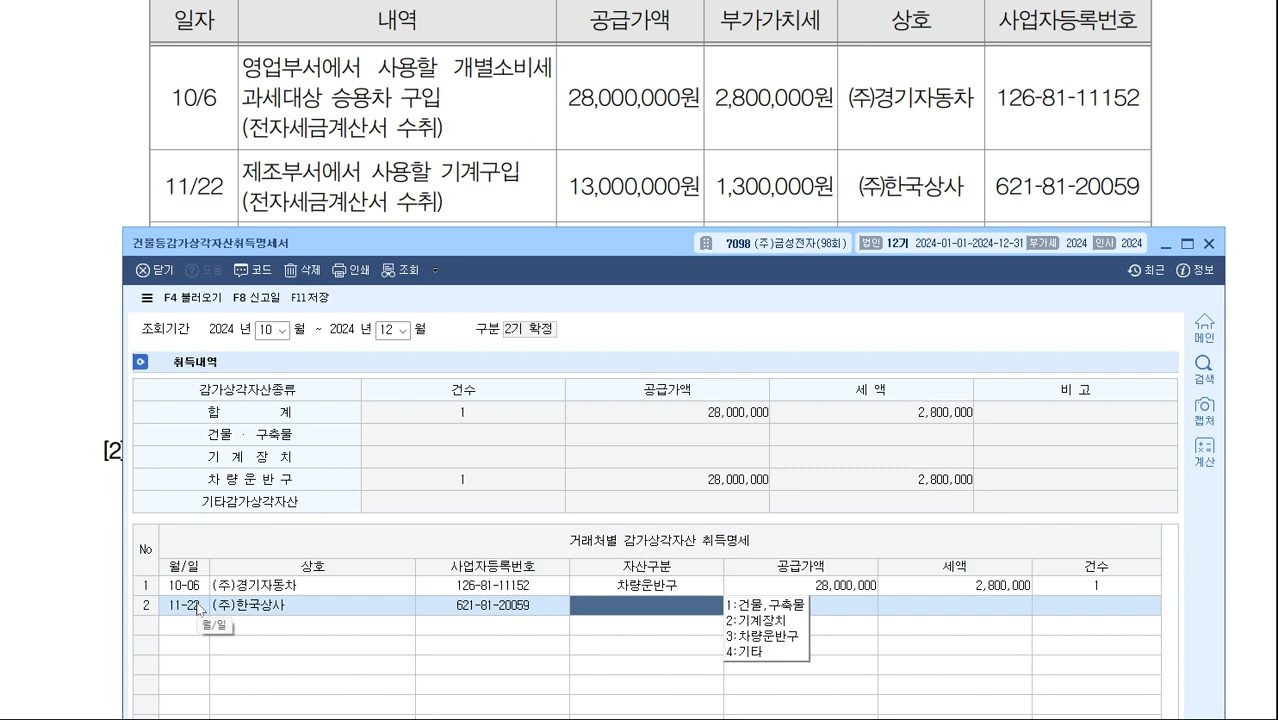 일자 내역 공급가액 부가가치세 상호 사업자등록번호
영업부서에서 사용할 개별소비세
10/6 과세대상 승용차 구입 28,000,000원 2,800,000원 ㈜경기자동차 126-81-11152
(전자세금계산서 수취)
제조부서에서 사용할 기계구입
11/22 13,000,000원 1,300,000원 ㈜한국상사 621-81-20059
(전자세금계산서 수취)
건물등감가상각자산취득명세서 7098 (주)금성전자(98회) 법인 12기 2024-01-01~2024-12-31 부가세 2024 인사 2024
닫기 도움 코드 삭제 인쇄 조회 최근 정보
F4 불러오기 F8 신고일 F11저장
조회기간 2024 년 10 월 ~ 2024 년 12 월 구분 2기 확정
메인
취득내역
검색
감가상각자산종류 건수 공급가액 세 액 비 고
합 계 1 28,000,000 2,800,000
캡처
건물 · 구축물
[2]
기 계 장 치
계산
차 량 운 반 구 1 28,000,000 2,800,000
기타감가상각자산
거래처별 감가상각자산 취득명세
No
월/일 상호 사업자등록번호 자산구분 공급가액 세액 건수
1 10-06 (주)경기자동차 126-81-11152 차량운반구 28,000,000 2,800,000 1
2 11-22 (주)한국상사 621-81-20059 1:건물,구축물
월/일 2:기계장치
3:차량운반구
4:기타